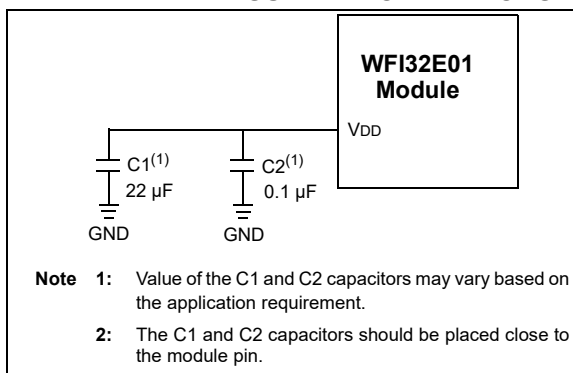 WFI32E01
Module
VDD
C1(1)
22 µF
C2(1)
0.1 µF
GND
GND
Note 1: Value of the C1 and C2 capacitors may vary based on
the application requirement.
2: The C1 and C2 capacitors should be placed close to
the module pin.